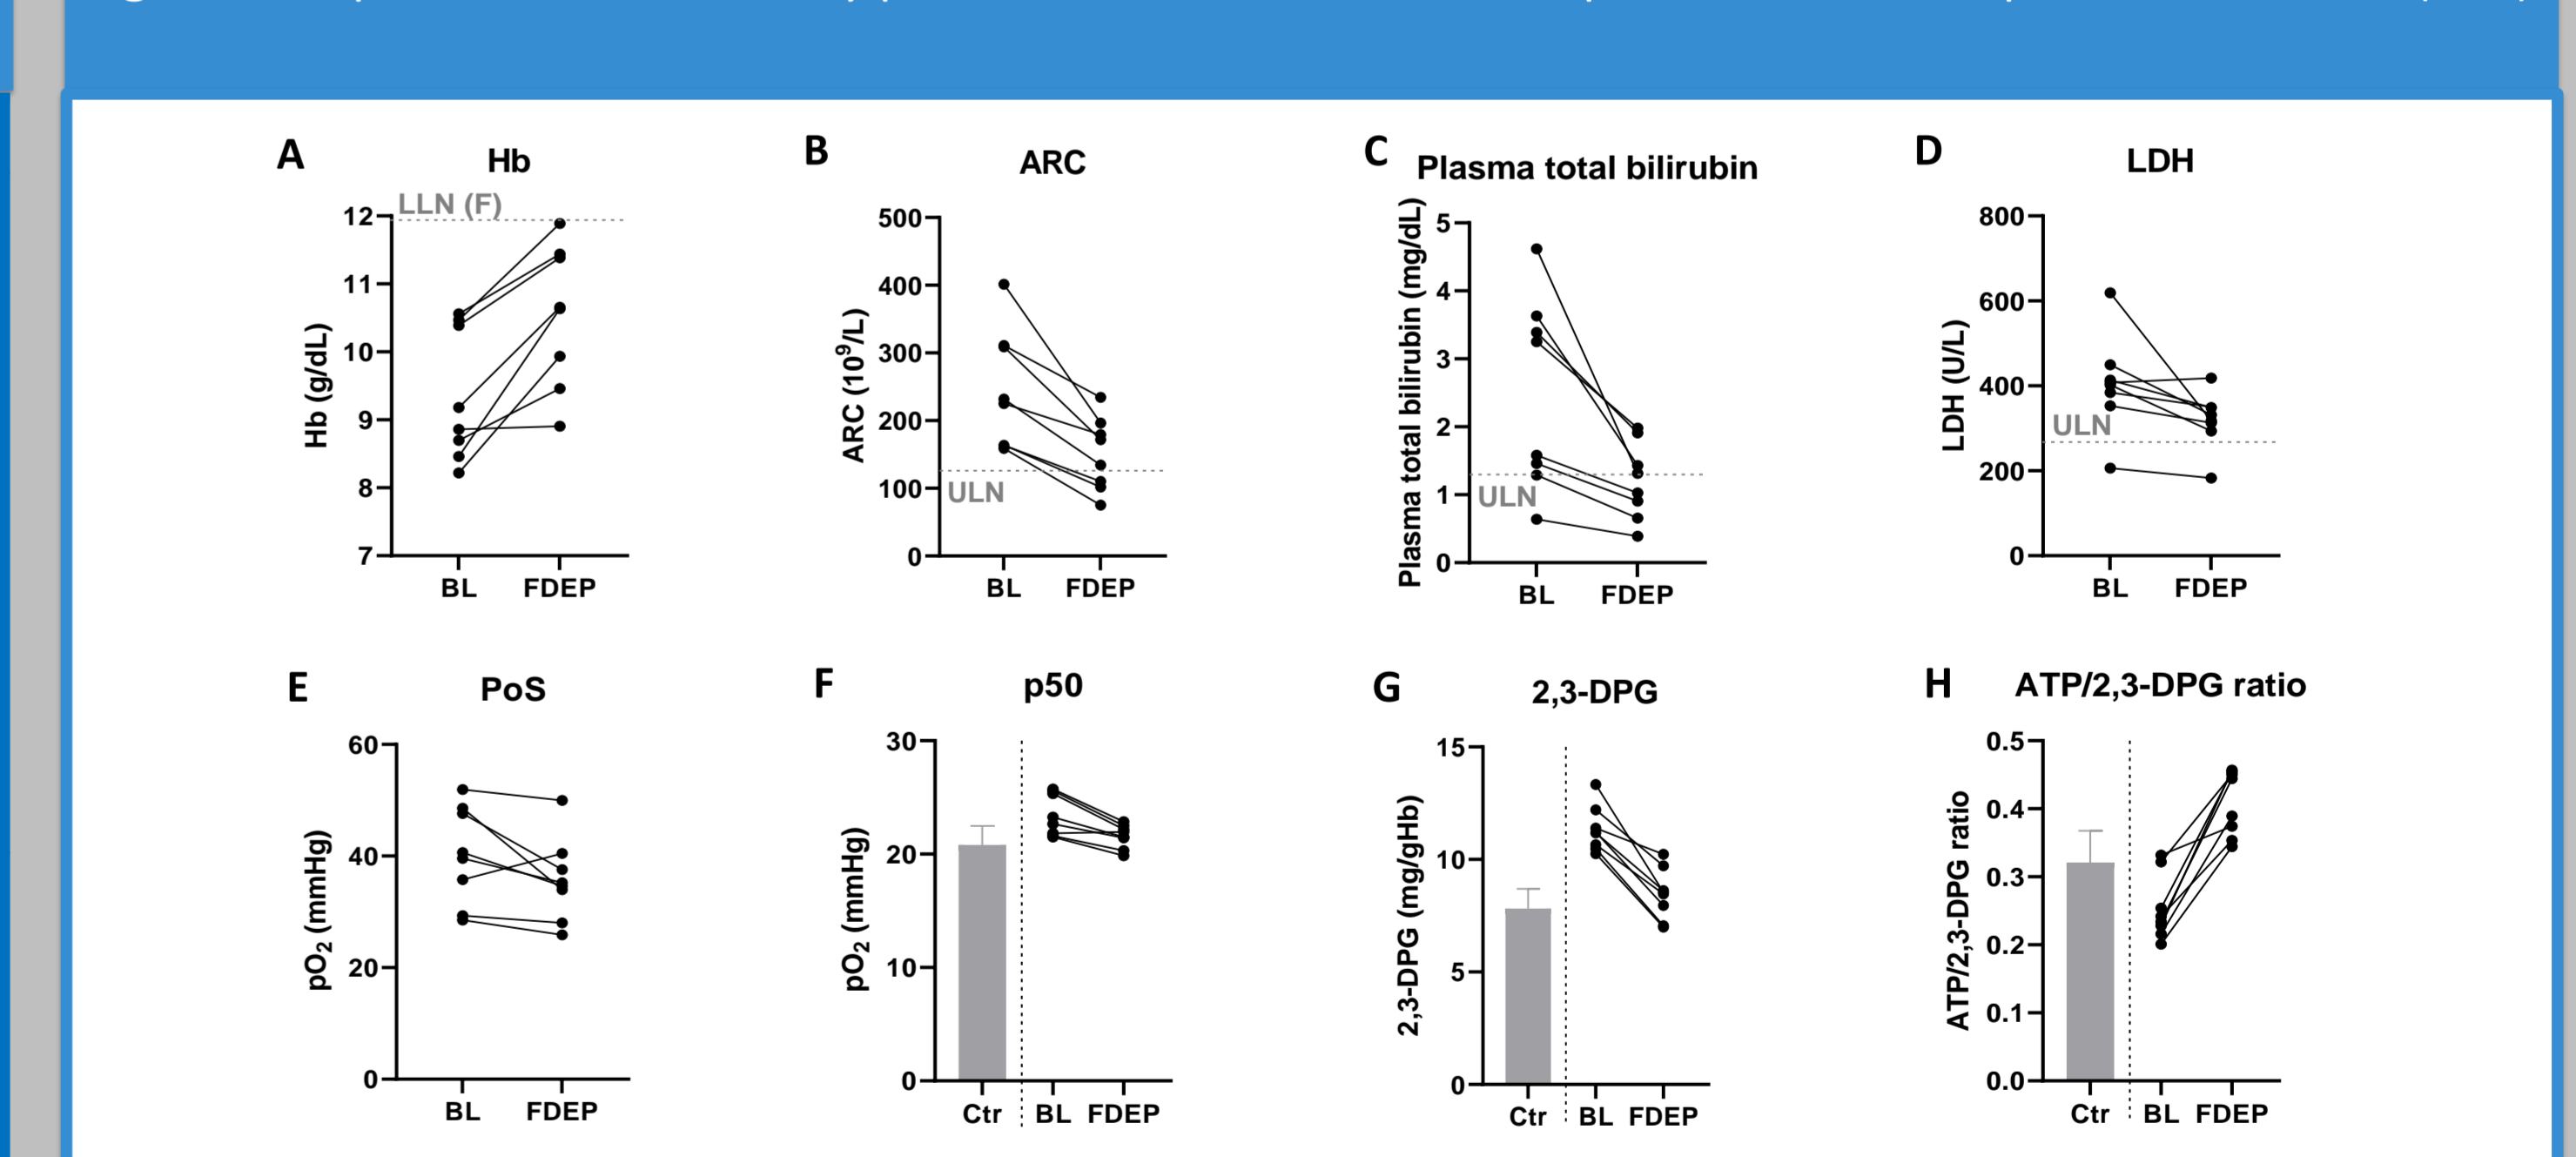 A Hb
LLN (F)
Hb (g/dL)
12
11
10
9
8
7
BL FDEP
B ARC
ARC (10⁹/L)
500
400
300
200
100
0
ULN
BL FDEP
C Plasma total bilirubin
Plasma total bilirubin (mg/dL)
5
4
3
2
1
0
ULN
BL FDEP
D LDH
LDH (U/L)
800
600
400
200
0
ULN
BL FDEP
E PoS
pO₂ (mmHg)
60
40
20
0
BL FDEP
F p50
pO₂ (mmHg)
30
20
10
0
Ctr BL FDEP
G 2,3-DPG
2,3-DPG (mg/gHb)
15
10
5
0
Ctr BL FDEP
H ATP/2,3-DPG ratio
ATP/2,3-DPG ratio
0.5
0.4
0.3
0.2
0.1
0.0
Ctr BL FDEP